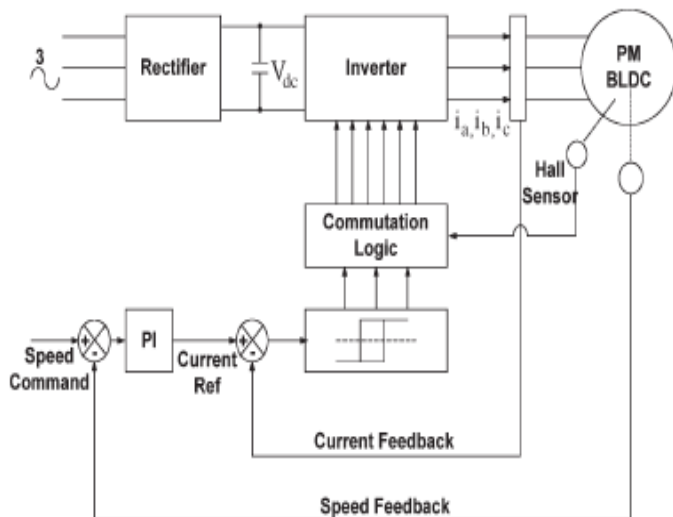 3
Rectifier
V_dc
Inverter
i_a,i_b,i_c
PM
BLDC
Hall
Sensor
Commutation
Logic
+
-
PI
+
-
Speed
Command
Current
Ref
Current Feedback
Speed Feedback